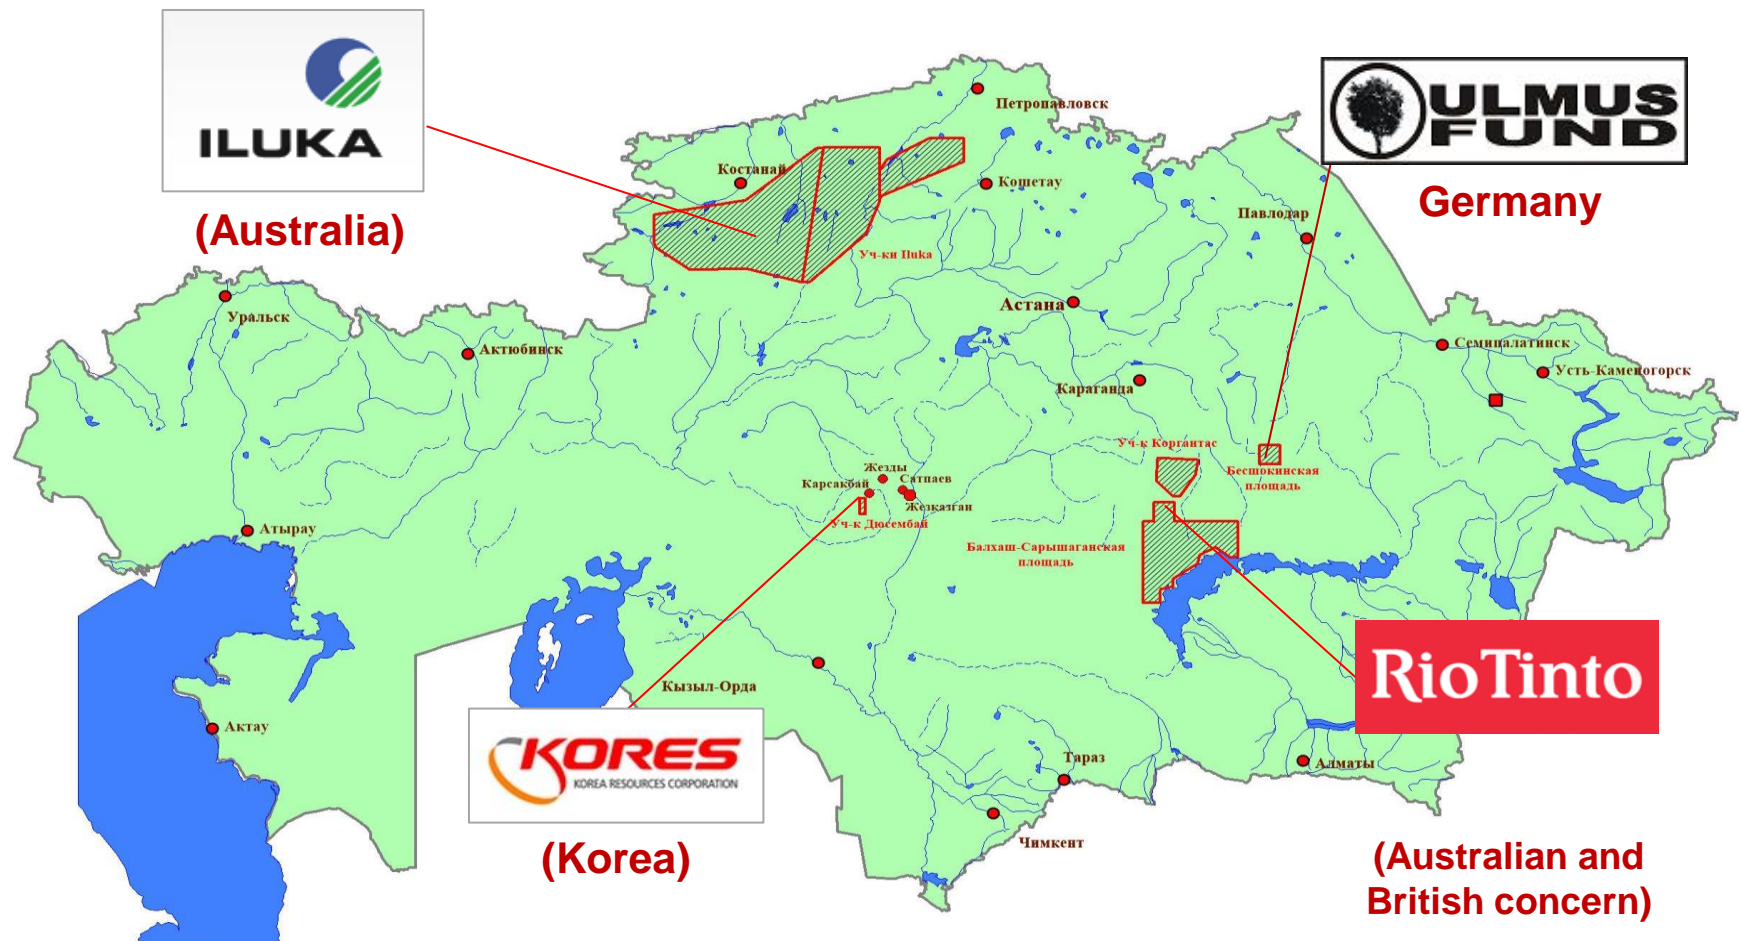 ILUKA
(Australia)
ULMUS
FUND
Germany
Петропавловск
Костанай
Кошетау
Павлодар
Уч-ки Iluka
Астана
Уральск
Актюбинск
Семипалатинск
Усть-Каменогорск
Караганда
Уч-к Коргантас
Бесшокинская
площадь
Жезды
Сатпаев
Карсакбай
Жезказган
Уч-к Дюсембай
Атырау
Балхаш-Сарышаганская
площадь
RioTinto
Кызыл-Орда
Актау
KORES
KOREA RESOURCES CORPORATION
(Korea)
Тараз
Алматы
Чимкент
(Australian and
British concern)